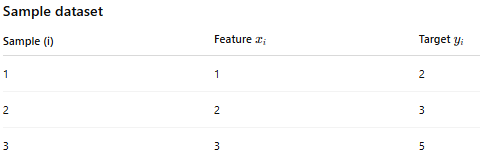 Sample dataset
Sample (i) Feature xᵢ Target yᵢ
1 1 2
2 2 3
3 3 5